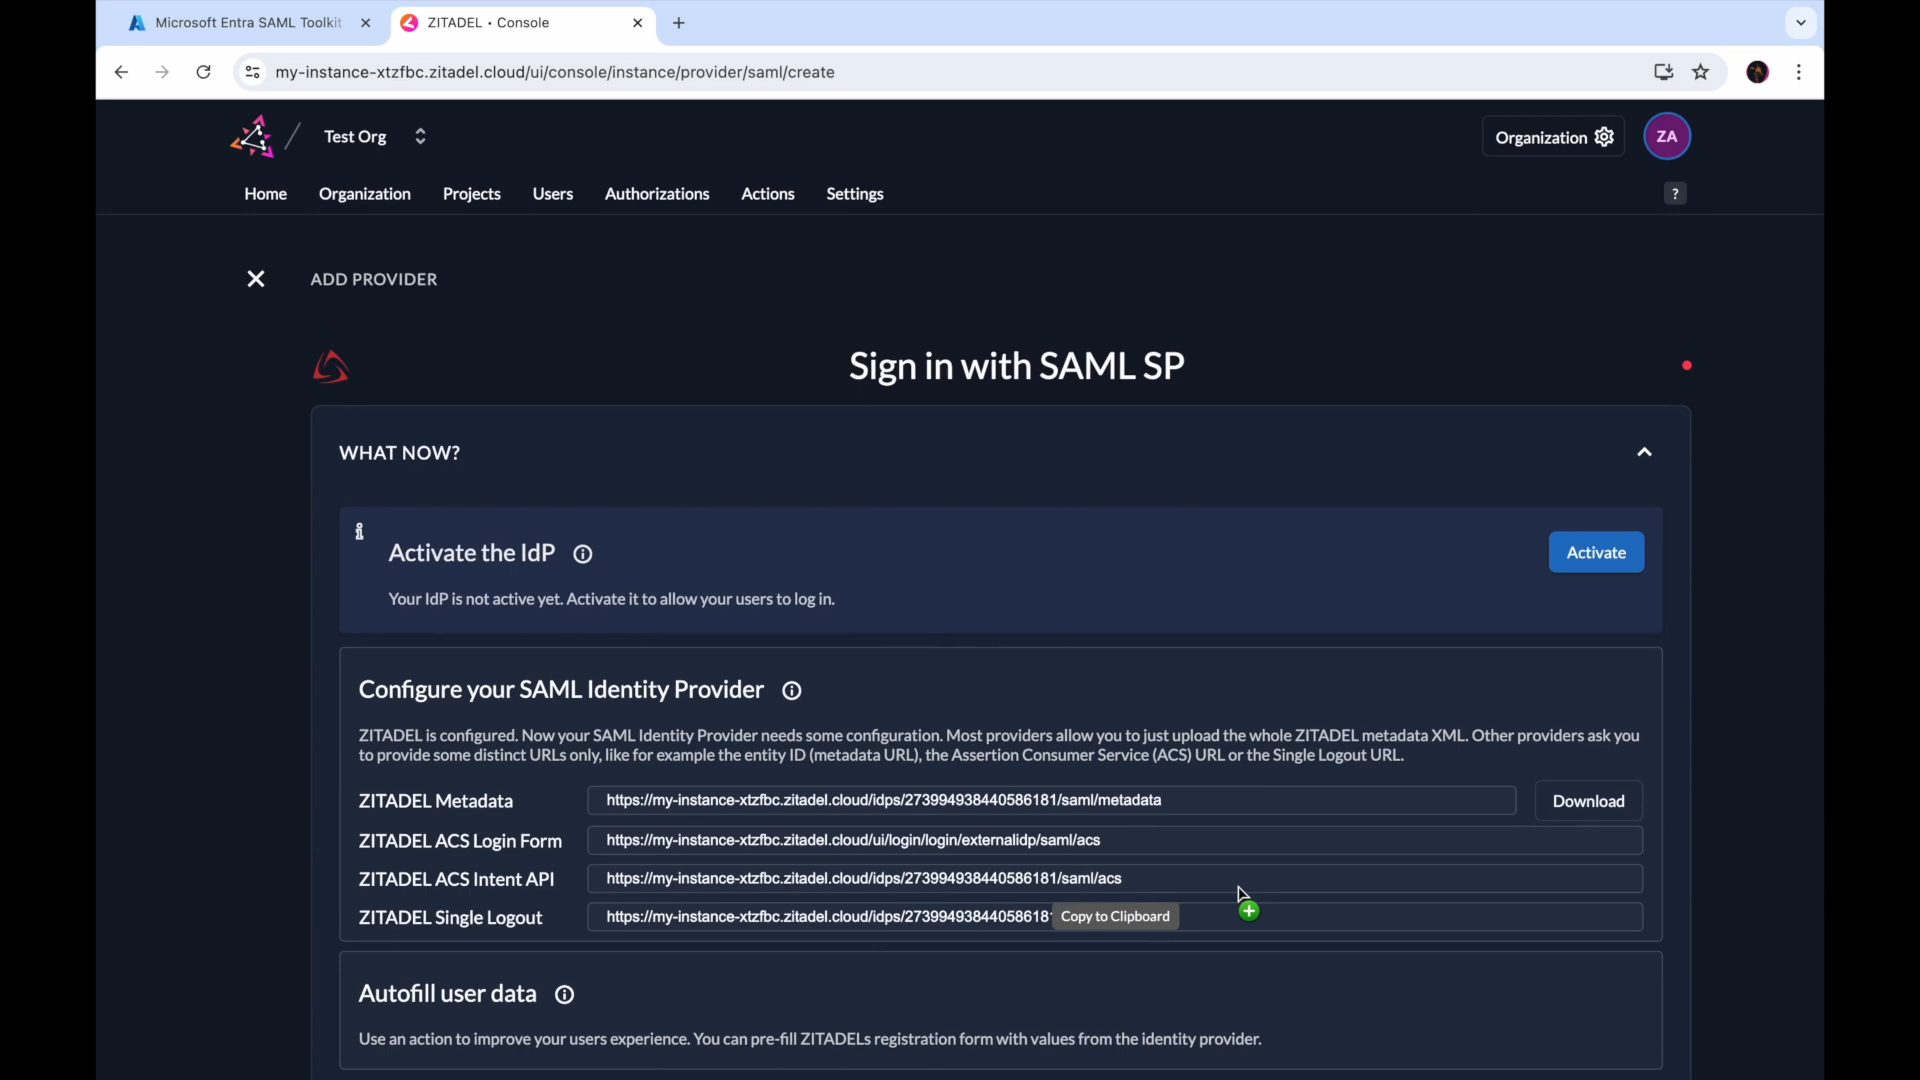 Microsoft Entra SAML Toolkit
ZITADEL • Console
my-instance-xtzfbc.zitadel.cloud/ui/console/instance/provider/saml/create
Test Org
Organization
ZA
Home Organization Projects Users Authorizations Actions Settings
?
ADD PROVIDER
Sign in with SAML SP
WHAT NOW?
Activate the IdP
Activate
Your IdP is not active yet. Activate it to allow your users to log in.
Configure your SAML Identity Provider
ZITADEL is configured. Now your SAML Identity Provider needs some configuration. Most providers allow you to just upload the whole ZITADEL metadata XML. Other providers ask you
to provide some distinct URLs only, like for example the entity ID (metadata URL), the Assertion Consumer Service (ACS) URL or the Single Logout URL.
ZITADEL Metadata https://my-instance-xtzfbc.zitadel.cloud/idps/273994938440586181/saml/metadata Download
ZITADEL ACS Login Form https://my-instance-xtzfbc.zitadel.cloud/ui/login/login/externalidp/saml/acs
ZITADEL ACS Intent API https://my-instance-xtzfbc.zitadel.cloud/idps/273994938440586181/saml/acs
ZITADEL Single Logout https://my-instance-xtzfbc.zitadel.cloud/idps/27399493844058618 Copy to Clipboard
Autofill user data
Use an action to improve your users experience. You can pre-fill ZITADELs registration form with values from the identity provider.